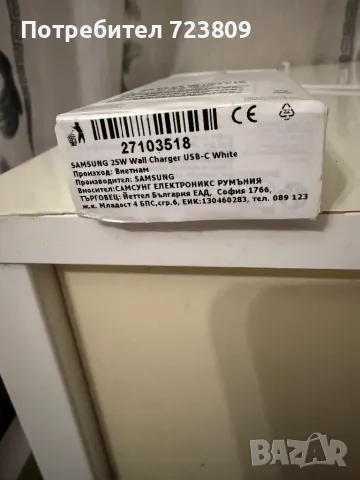 Потребител 723809
27103518
SAMSUNG 25W Wall Charger USB-C White
Произход: Виетнам
Производител: SAMSUNG
Вносител:САМСУНГ ЕЛЕКТРОНИКС РУМЪНИЯ
ТЪРГОВЕЦ: Йеттел България ЕАД, София 1766,
ж.к. Младост 4 БПС,сгр.6, ЕИК:130460283, тел. 089 123
CE
BAZAR